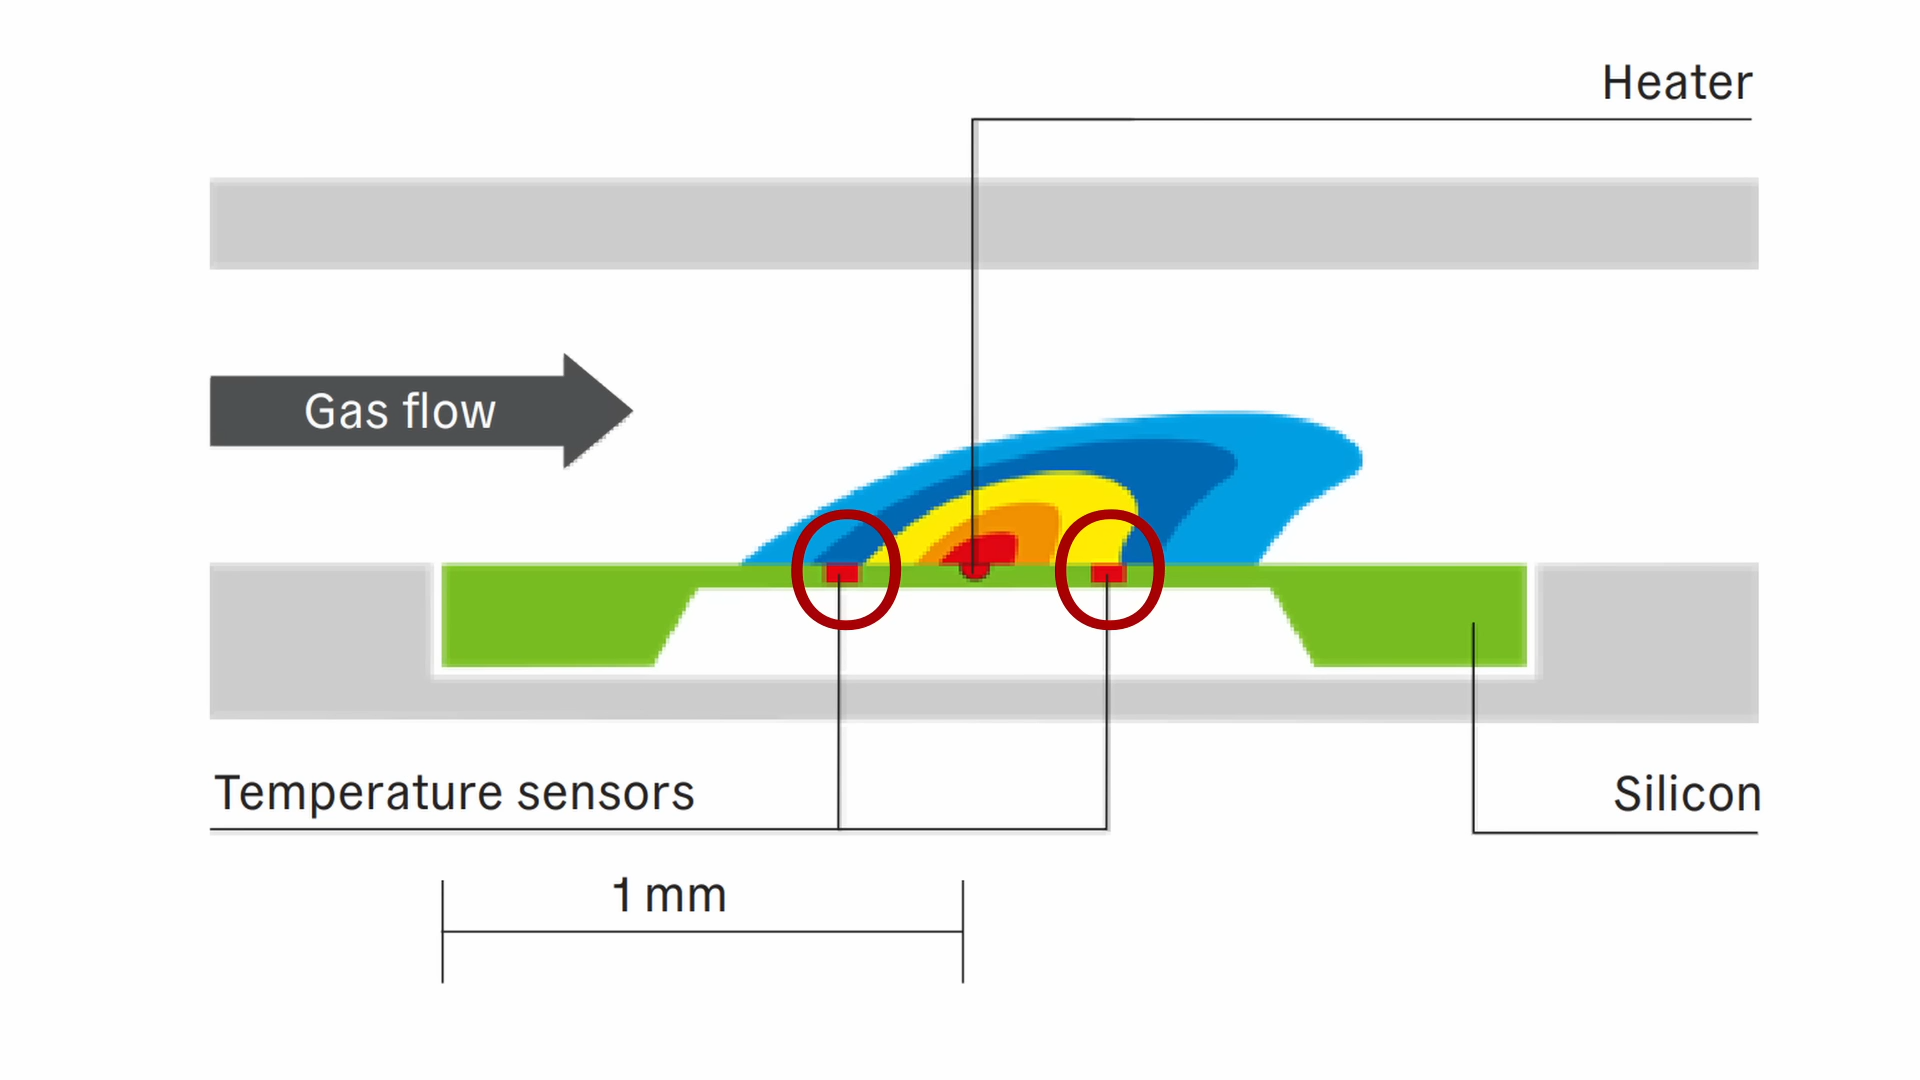 Heater
Gas flow
Temperature sensors
Silicon
1 mm